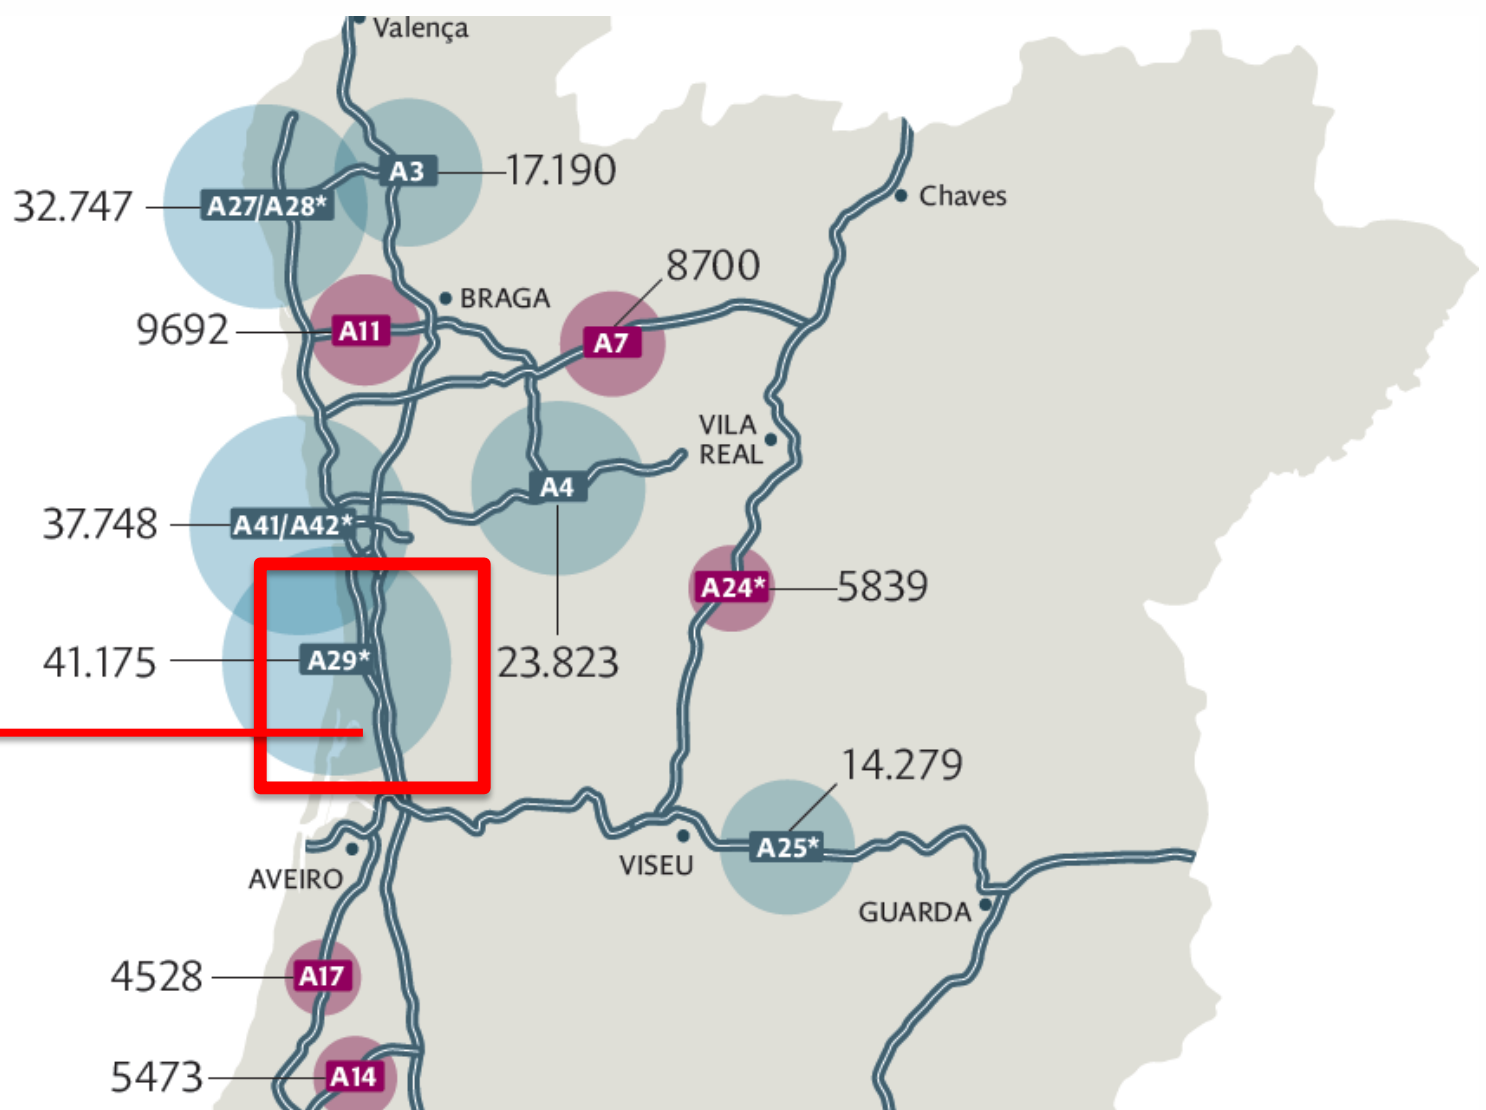 Valença
A3
17.190
32.747
A27/A28*
Chaves
8700
BRAGA
9692
A11
A7
VILA
REAL
A4
37.748
A41/A42*
A24*
5839
41.175
A29*
23.823
14.279
A25*
VISEU
AVEIRO
GUARDA
4528
A17
5473
A14